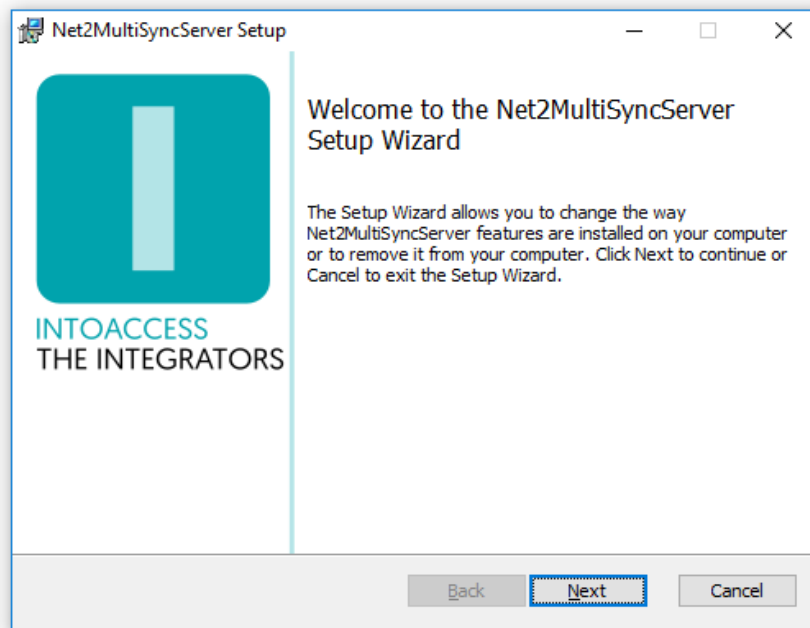 Net2MultiSyncServer Setup
INTOACCESS
THE INTEGRATORS
Welcome to the Net2MultiSyncServer
Setup Wizard
The Setup Wizard allows you to change the way
Net2MultiSyncServer features are installed on your computer
or to remove it from your computer. Click Next to continue or
Cancel to exit the Setup Wizard.
Back
Next
Cancel